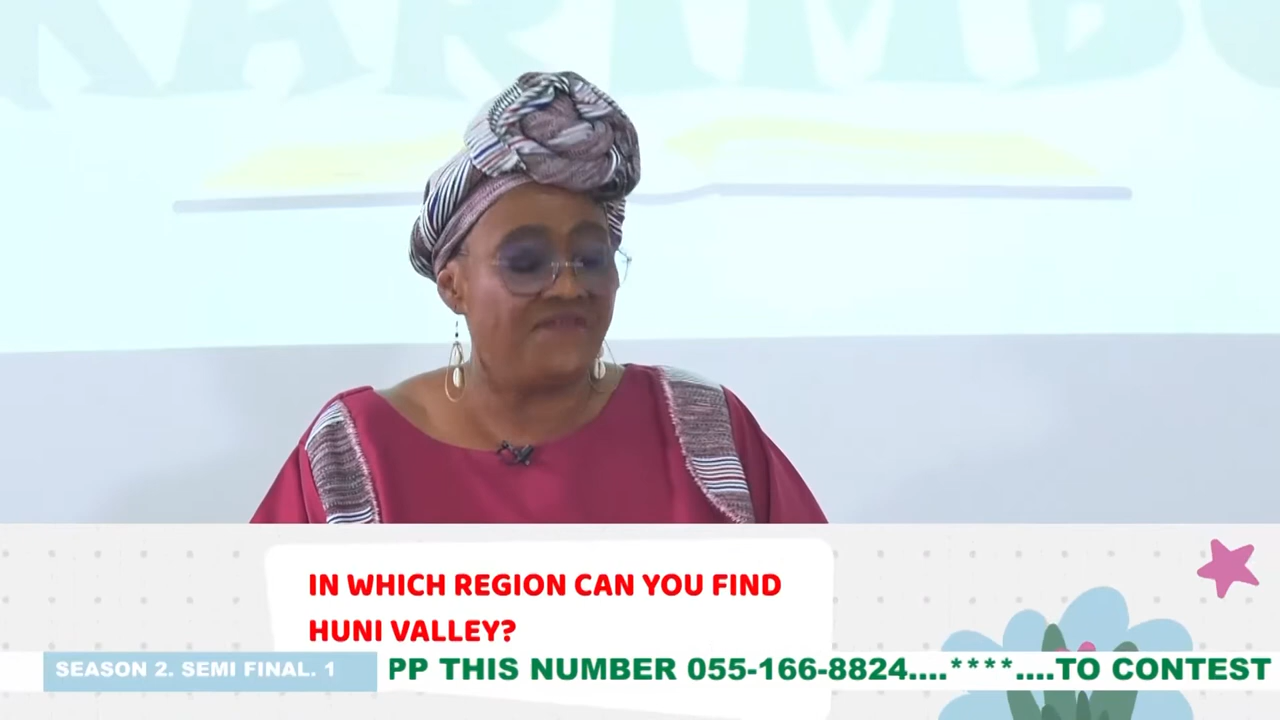 IN WHICH REGION CAN YOU FIND
HUNI VALLEY?
SEASON 2. SEMI FINAL. 1
PP THIS NUMBER 055-166-8824....****....TO CONTEST